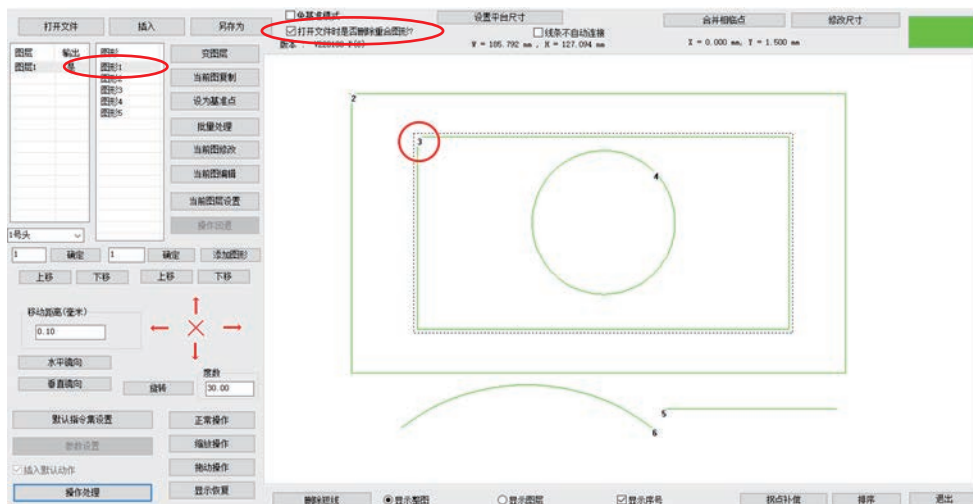 打开文件
插入
另存为
免基准模式
设置平台尺寸
合并相临点
修改尺寸
打开文件时是否删除重合图形?
线条不自动连接
版本 :
W = 185.792 mm , H = 127.094 mm
X = 0.000 mm, Y = 1.500 mm
图层
输出
图形
图层1
是
图形1
图形2
图形3
图形4
图形5
变图层
当前图复制
设为基准点
批量处理
当前图修改
当前图编辑
当前图层设置
操作回退
1号头
1
确定
1
确定
添加图形
上移
下移
上移
下移
移动距离(毫米)
0.10
水平镜向
垂直镜向
旋转
度数
30.00
默认指令集设置
正常操作
参数设置
缩放操作
插入默认动作
拖动操作
操作处理
显示恢复
2
3
4
5
6
删除短线
显示整图
显示图层
显示序号
拐点补偿
排序
退出